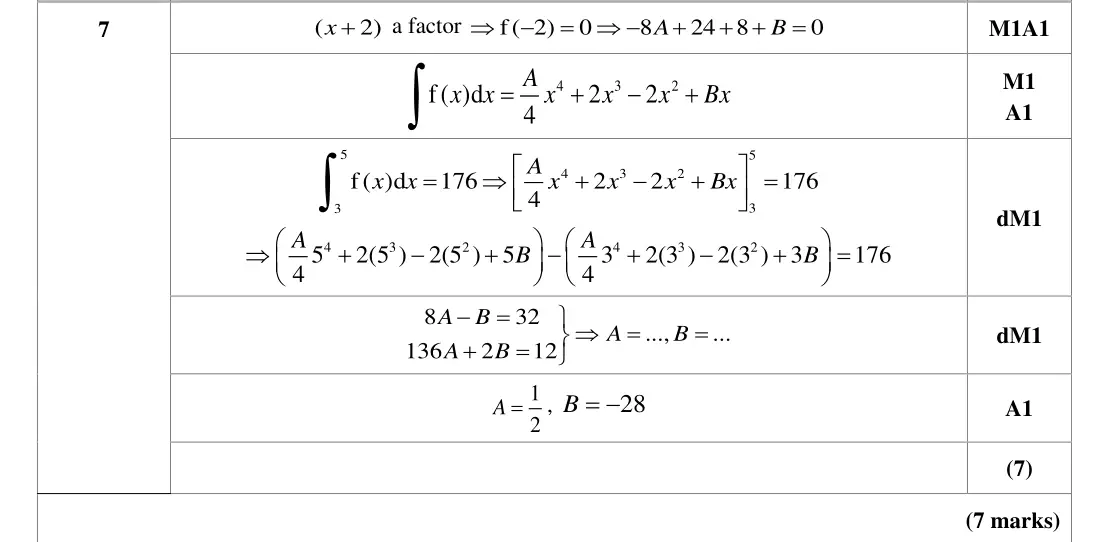 7 (x + 2) a factor ⇒ f(−2) = 0 ⇒ −8A + 24 + 8 + B = 0 M1A1
∫ f(x)dx = A/4 x⁴ + 2x³ − 2x² + Bx M1 A1
∫₃⁵ f(x)dx = 176 ⇒ [A/4 x⁴ + 2x³ − 2x² + Bx]₃⁵ = 176
⇒ (A/4 5⁴ + 2(5³) − 2(5²) + 5B) − (A/4 3⁴ + 2(3³) − 2(3²) + 3B) = 176 dM1
8A − B = 32
136A + 2B = 12 } ⇒ A = ..., B = ... dM1
A = 1/2, B = −28 A1
(7)
(7 marks)